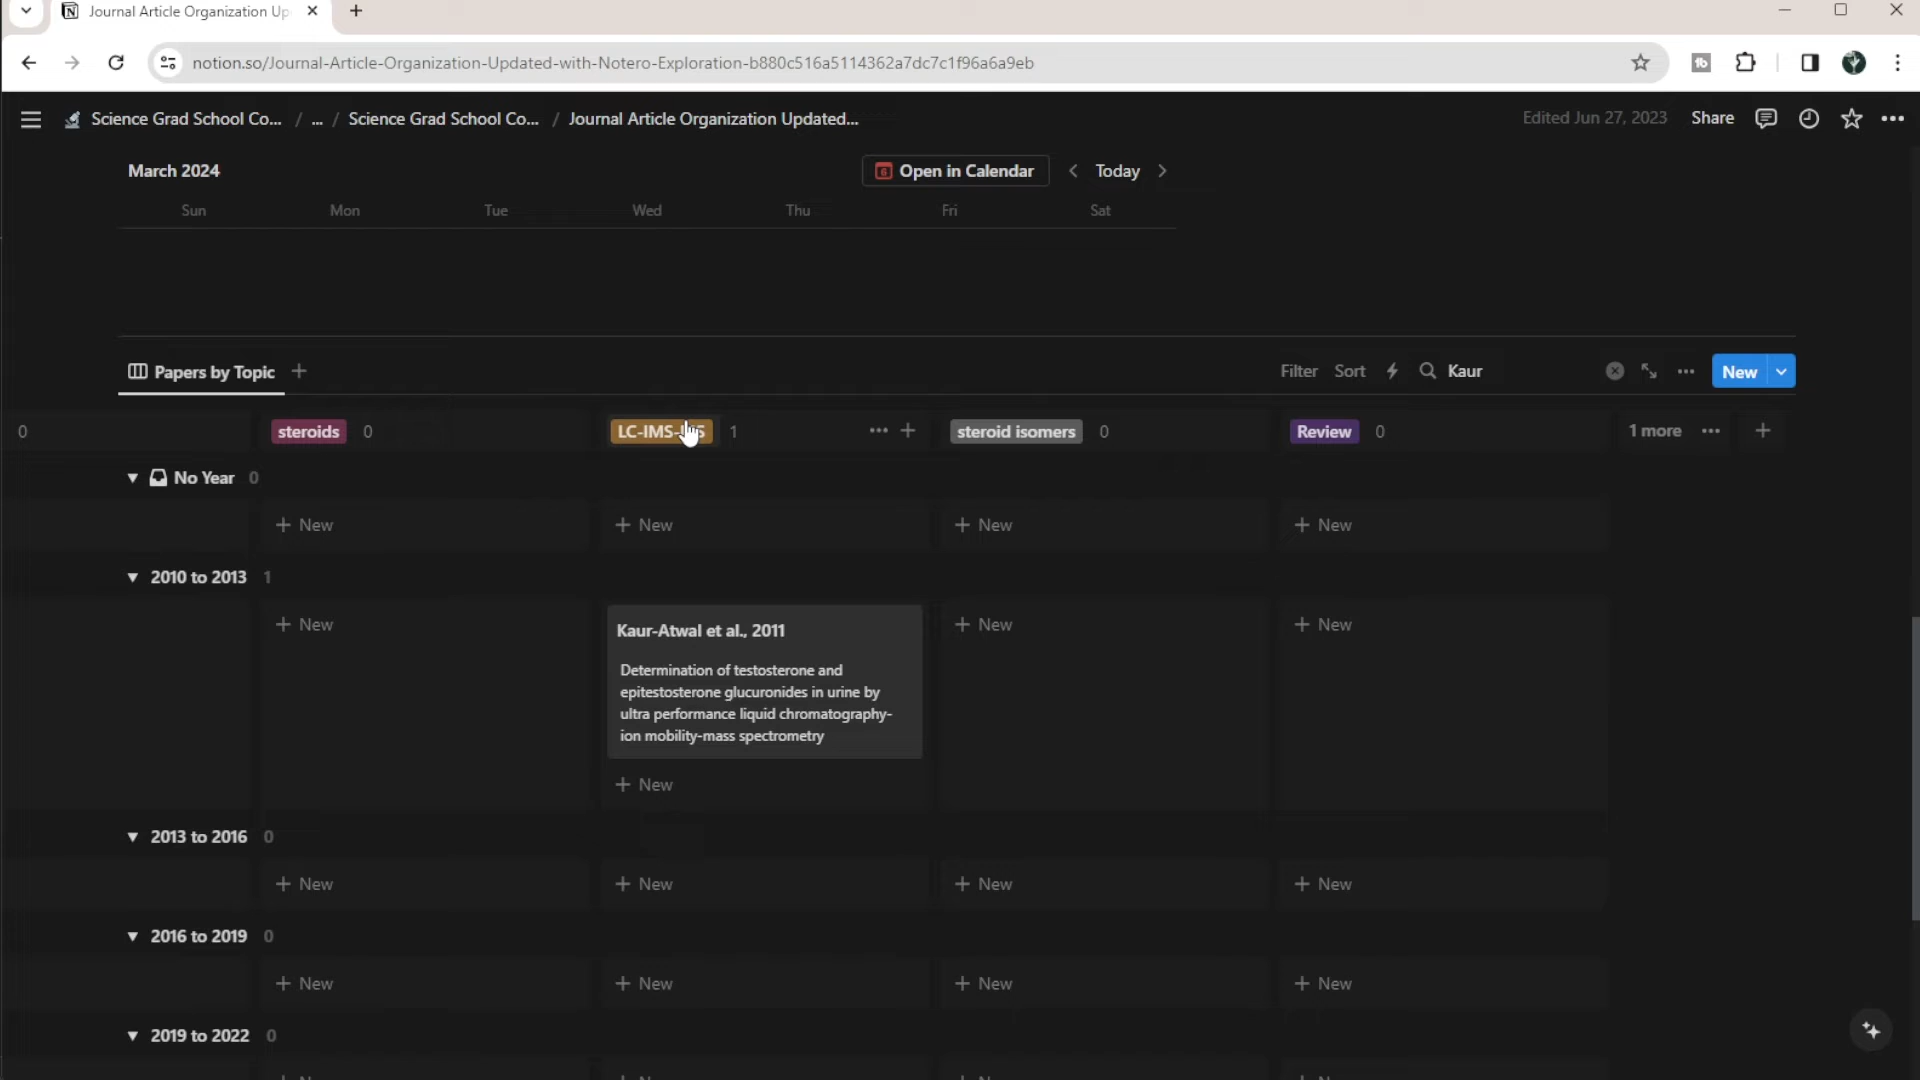 Journal Article Organization Up
notion.so/Journal-Article-Organization-Updated-with-Notero-Exploration-b880c516a5114362a7dc7c1f96a6a9eb
Science Grad School Co... / ... / Science Grad School Co... / Journal Article Organization Updated...
Edited Jun 27, 2023 Share
March 2024
Open in Calendar Today
Sun Mon Tue Wed Thu Fri Sat
Papers by Topic
Filter Sort Kaur New
0 steroids 0 1 steroid isomers 0 Review 0 1 more
No Year 0
New New New New
2010 to 2013 1
New New New
Kaur-Atwal et al., 2011
Determination of testosterone and
epitestosterone glucuronides in urine by
ultra performance liquid chromatography-
ion mobility-mass spectrometry
New
2013 to 2016 0
New New New New
2016 to 2019 0
New New New New
2019 to 2022 0